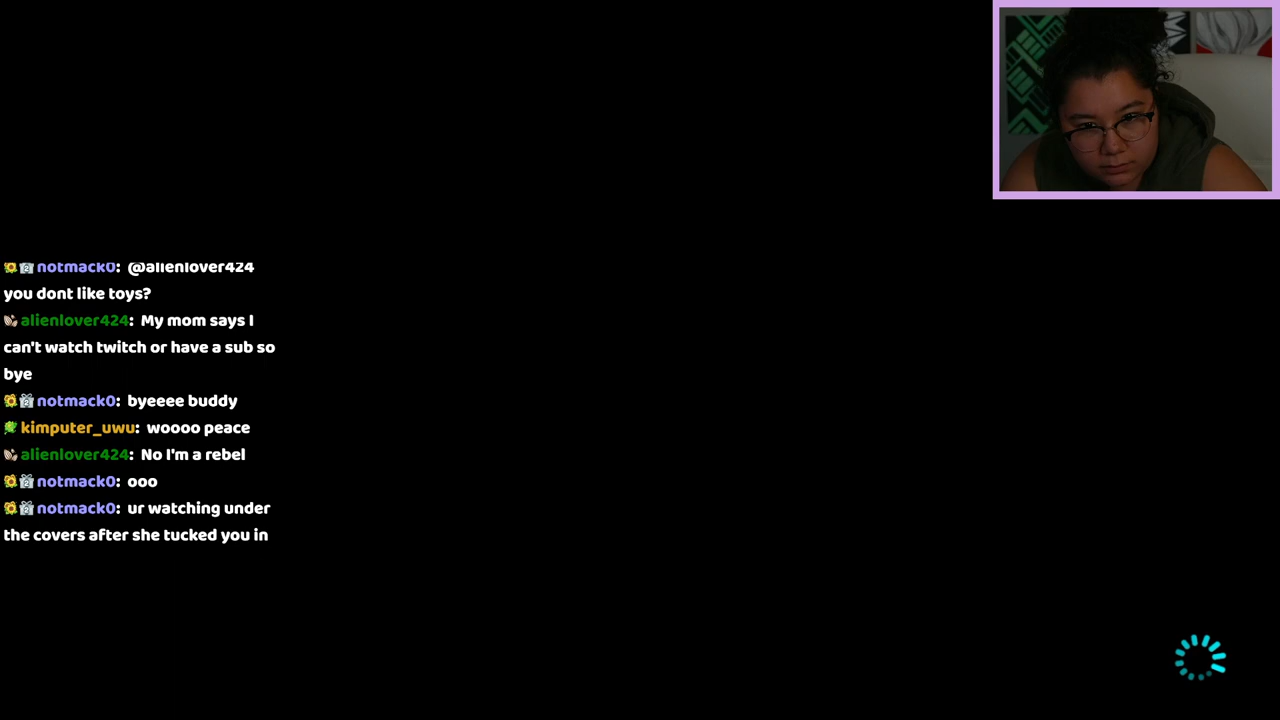 notmack0: @alienlover424
you dont like toys?
alienlover424: My mom says I
can't watch twitch or have a sub so
bye
notmack0: byeeee buddy
kimputer_uwu: woooo peace
alienlover424: No I'm a rebel
notmack0: ooo
notmack0: ur watching under
the covers after she tucked you in